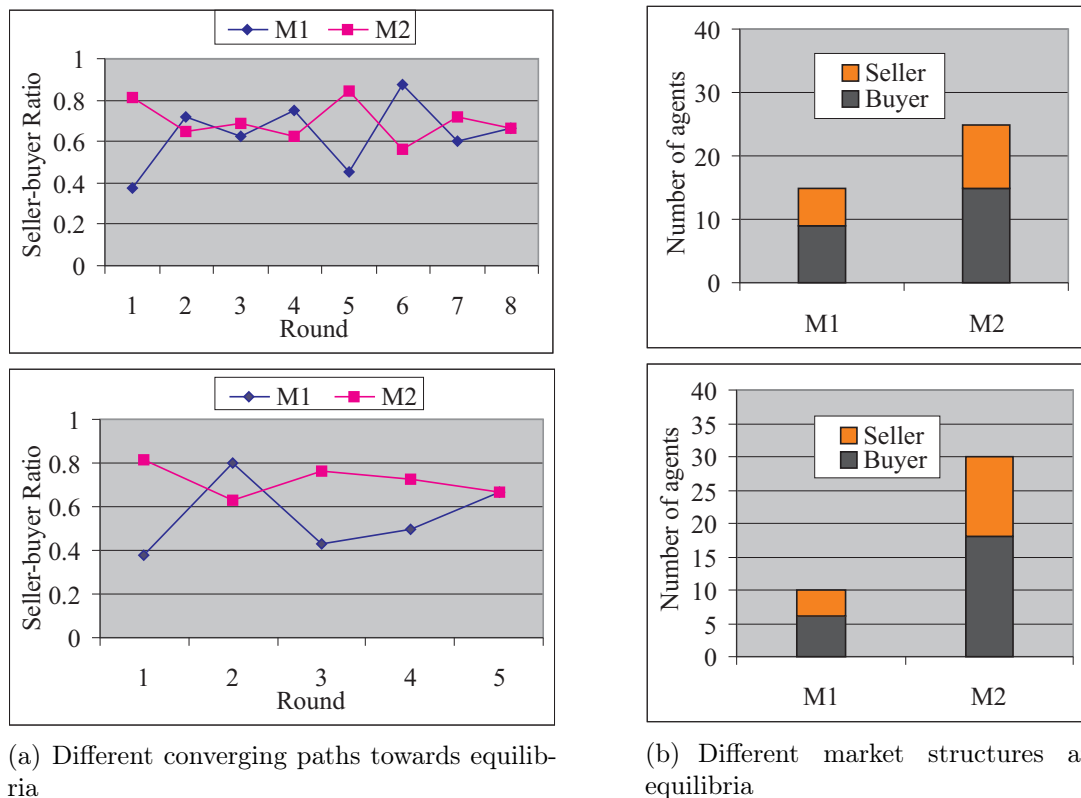 M1 M2
1
0.8
0.6
0.4
0.2
0
Seller-buyer Ratio
1 2 3 4 5 6 7 8
Round
M1 M2
1
0.8
0.6
0.4
0.2
0
Seller-buyer Ratio
1 2 3 4 5
Round
(a) Different converging paths towards equilib-
ria
40
30
20
10
0
Number of agents
Seller
Buyer
M1 M2
40
35
30
25
20
15
10
5
0
Number of agents
Seller
Buyer
M1 M2
(b) Different market structures a
equilibria